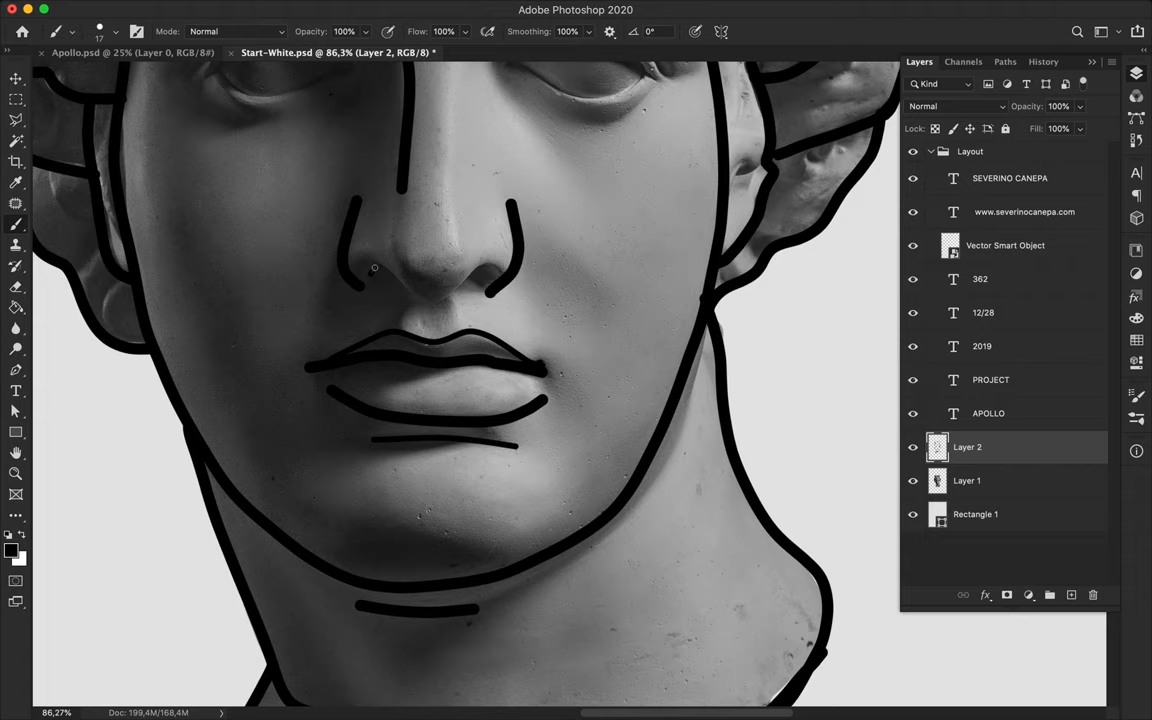 Adobe Photoshop 2020
17
Mode: Normal Opacity: 100% Flow: 100% Smoothing: 100% 0°
× Apollo.psd @ 25% (Layer 0, RGB/8#) × Start-White.psd @ 86,3% (Layer 2, RGB/8) *
Layers Channels Paths History
Kind
Normal Opacity: 100%
Lock: Fill: 100%
Layout
SEVERINO CANEPA
www.severinocanepa.com
Vector Smart Object
362
12/28
2019
PROJECT
APOLLO
Layer 2
Layer 1
Rectangle 1
fx
86,27% Doc: 199,4M/168,4M